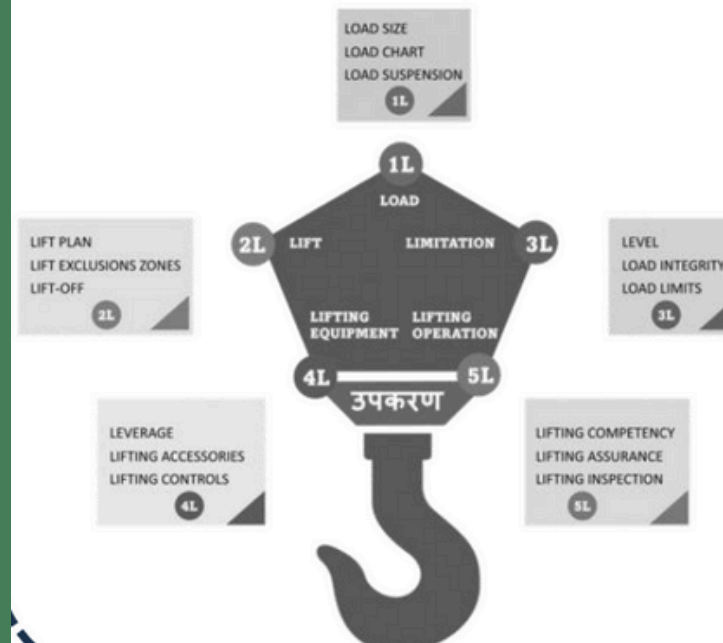 LOAD SIZE
LOAD CHART
LOAD SUSPENSION
1L
1L
LOAD
2L LIFT
LIMITATION 3L
LIFT PLAN
LIFT EXCLUSIONS ZONES
LIFT-OFF
2L
LEVEL
LOAD INTEGRITY
LOAD LIMITS
3L
LIFTING
EQUIPMENT
LIFTING
OPERATION
4L
5L
उपकरण
LEVERAGE
LIFTING ACCESSORIES
LIFTING CONTROLS
4L
LIFTING COMPETENCY
LIFTING ASSURANCE
LIFTING INSPECTION
5L